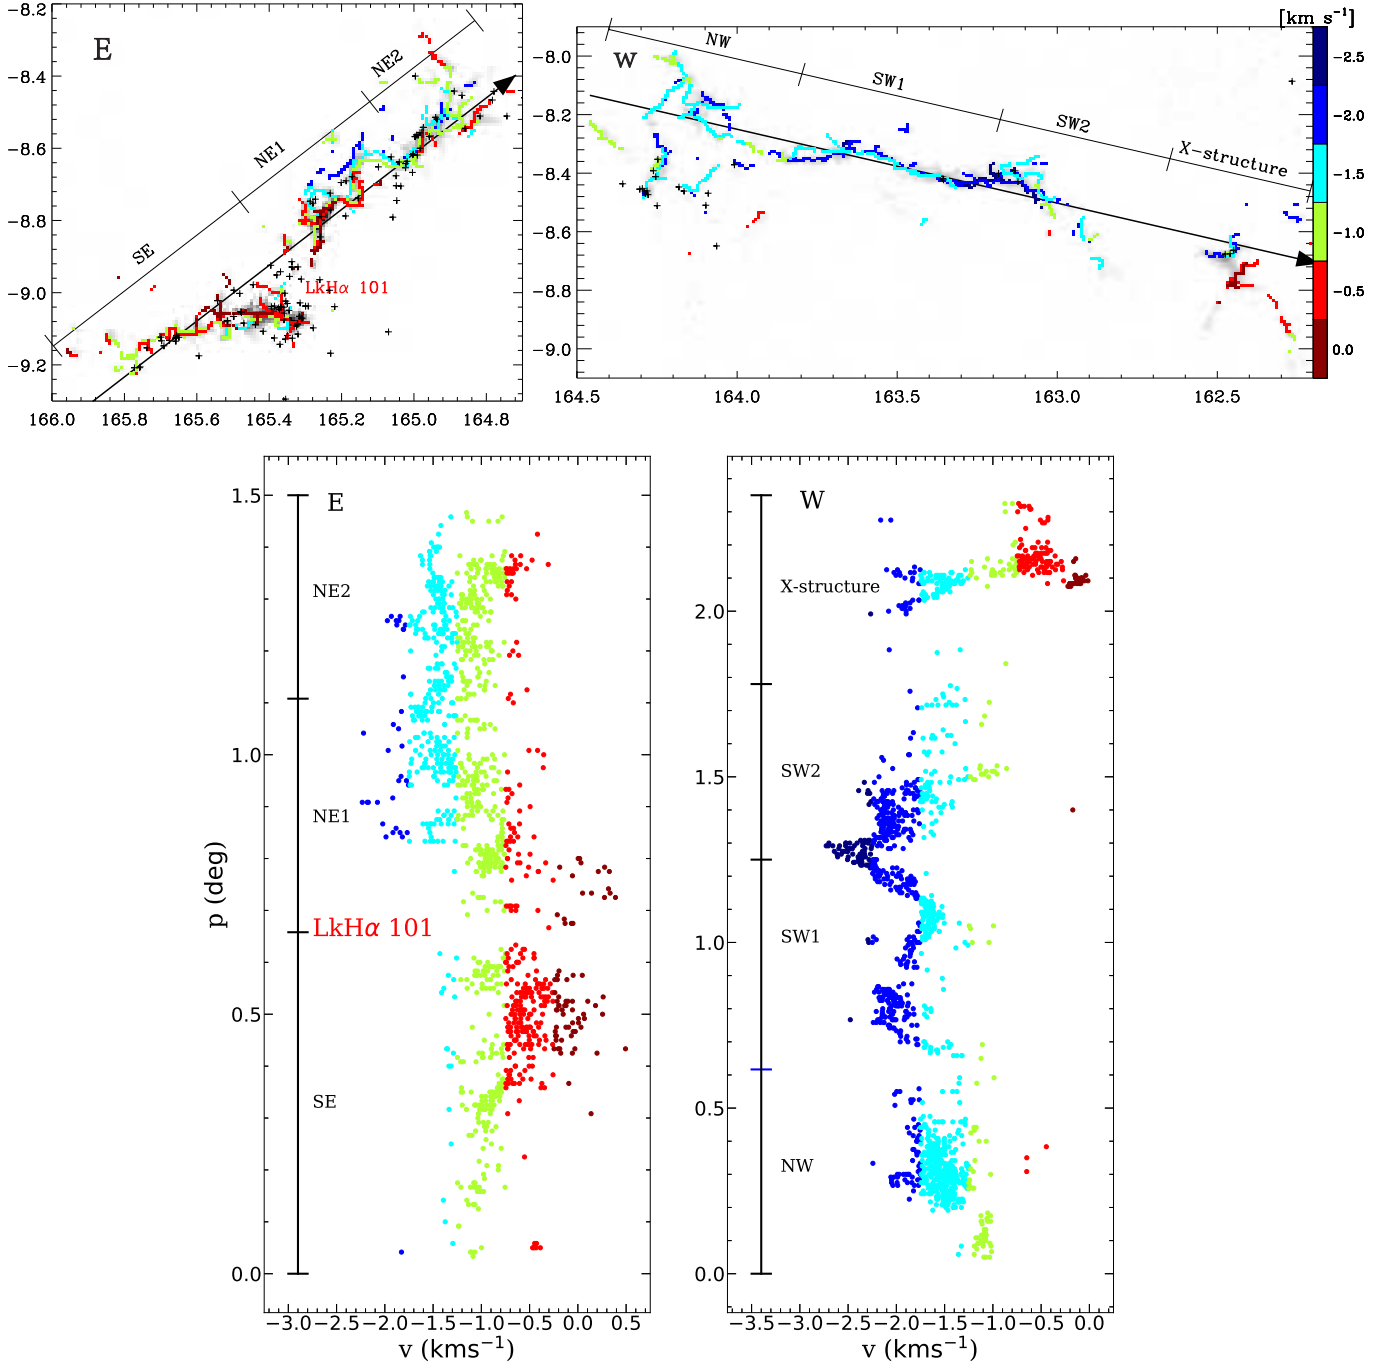 E
NE2
NE1
SE
LkHα 101
−8.2
−8.4
−8.6
−8.8
−9.0
−9.2
166.0 165.8 165.6 165.4 165.2 165.0 164.8
[km s⁻¹]
W
NW
SW1
SW2
X-structure
−8.0
−8.2
−8.4
−8.6
−8.8
−9.0
164.5 164.0 163.5 163.0 162.5
−2.5
−2.0
−1.5
−1.0
−0.5
0.0
E
1.5
NE2
1.0
NE1
LkHα 101
0.5
SE
0.0
p (deg)
−3.0 −2.5 −2.0 −1.5 −1.0 −0.5 0.0 0.5
v (kms⁻¹)
W
X-structure
2.0
SW2
1.5
SW1
1.0
0.5
NW
0.0
−3.5 −3.0 −2.5 −2.0 −1.5 −1.0 −0.5 0.0
v (kms⁻¹)